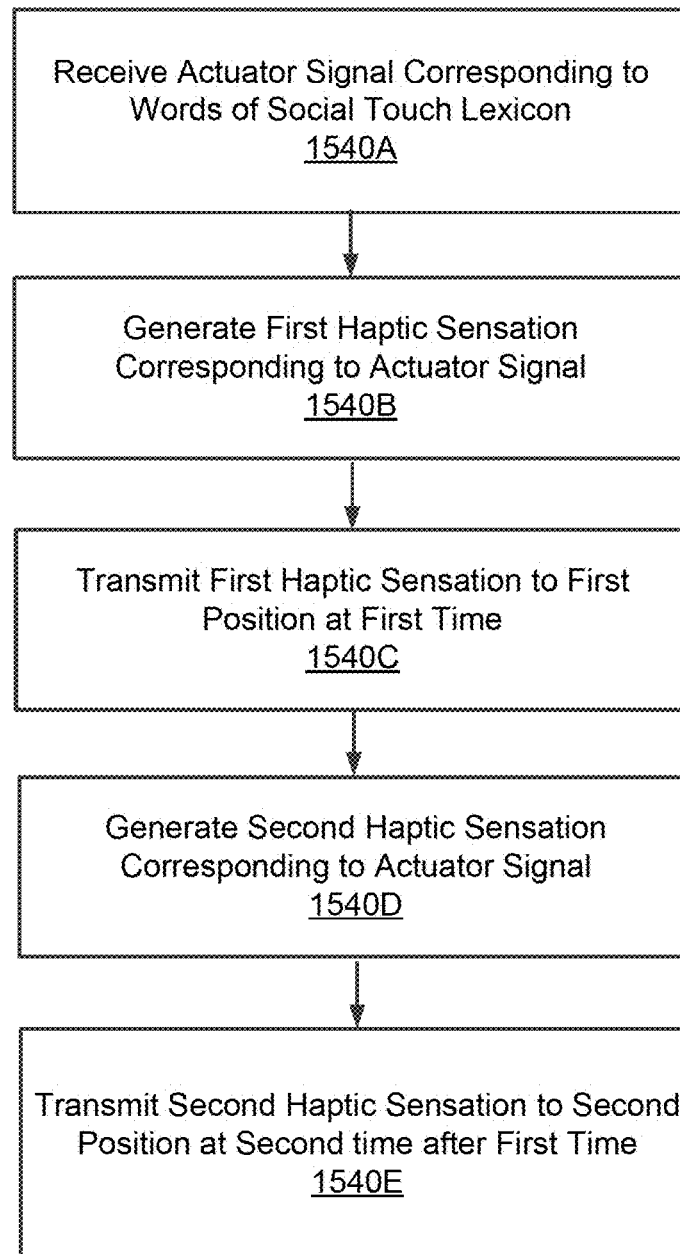 Receive Actuator Signal Corresponding to
Words of Social Touch Lexicon
1540A
Generate First Haptic Sensation
Corresponding to Actuator Signal
1540B
Transmit First Haptic Sensation to First
Position at First Time
1540C
Generate Second Haptic Sensation
Corresponding to Actuator Signal
1540D
Transmit Second Haptic Sensation to Second
Position at Second time after First Time
1540E